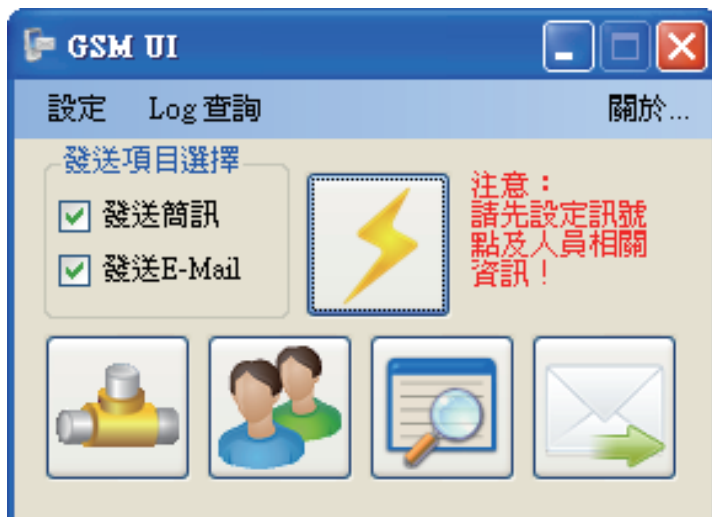 GSM UI
設定 Log 查詢 關於...
發送項目選擇
發送簡訊
發送E-Mail
注意：
請先設定訊號
點及人員相關
資訊！